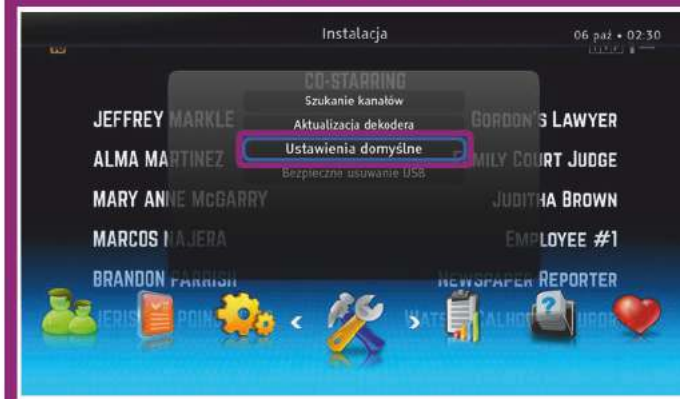 Instalacja
06 paź • 02:30
CO-STARRING
Szukanie kanałów
JEFFREY MARKLE GORDON'S LAWYER
Aktualizacja dekodera
Ustawienia domyślne
ALMA MARTINEZ FAMILY COURT JUDGE
Bezpieczne usuwanie USB
MARY ANNE MCGARRY JUDITHA BROWN
MARCOS NAJERA EMPLOYEE #1
BRANDON PARRISH NEWSPAPER REPORTER